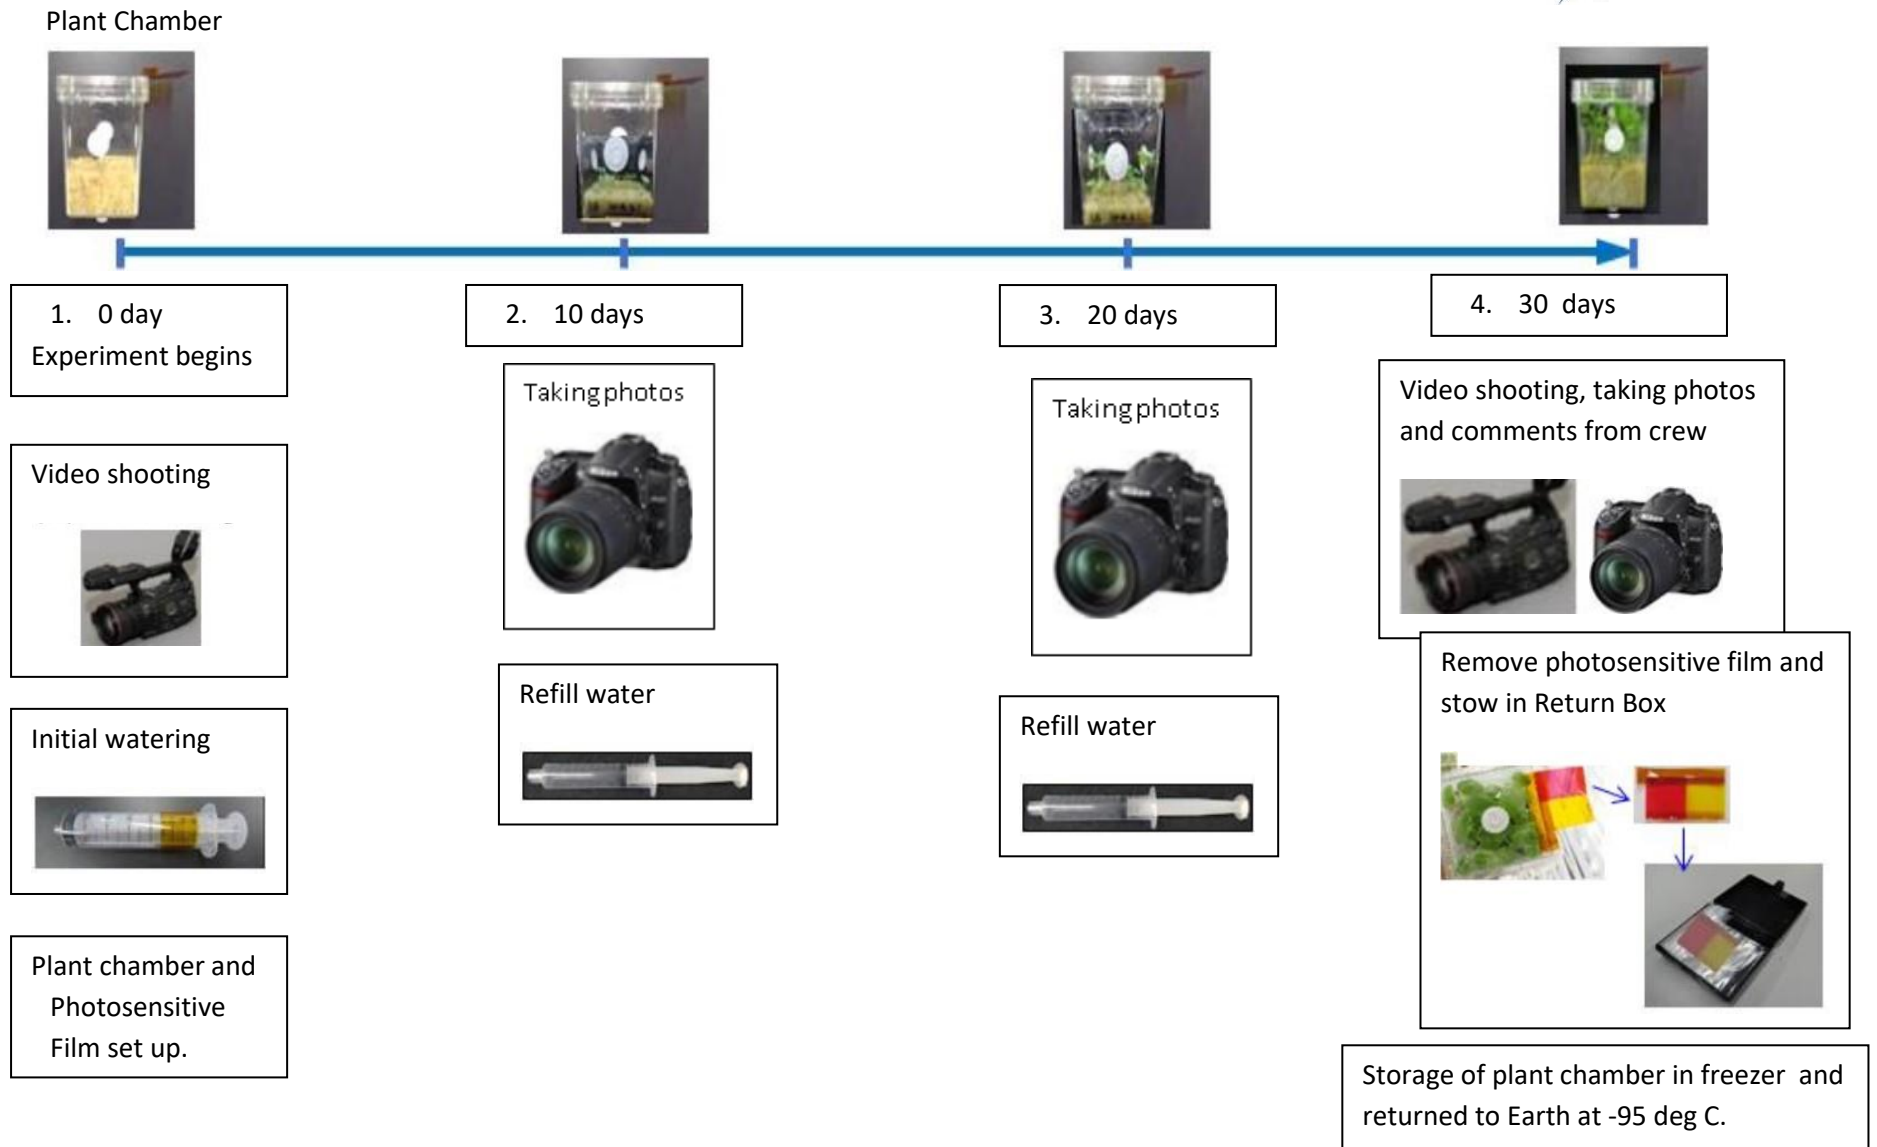 Plant Chamber
1. 0 day
Experiment begins
Video shooting
Initial watering
Plant chamber and
Photosensitive
Film set up.
2. 10 days
Taking photos
Refill water
3. 20 days
Taking photos
Refill water
4. 30 days
Video shooting, taking photos
and comments from crew
Remove photosensitive film and
stow in Return Box
Storage of plant chamber in freezer and
returned to Earth at -95 deg C.